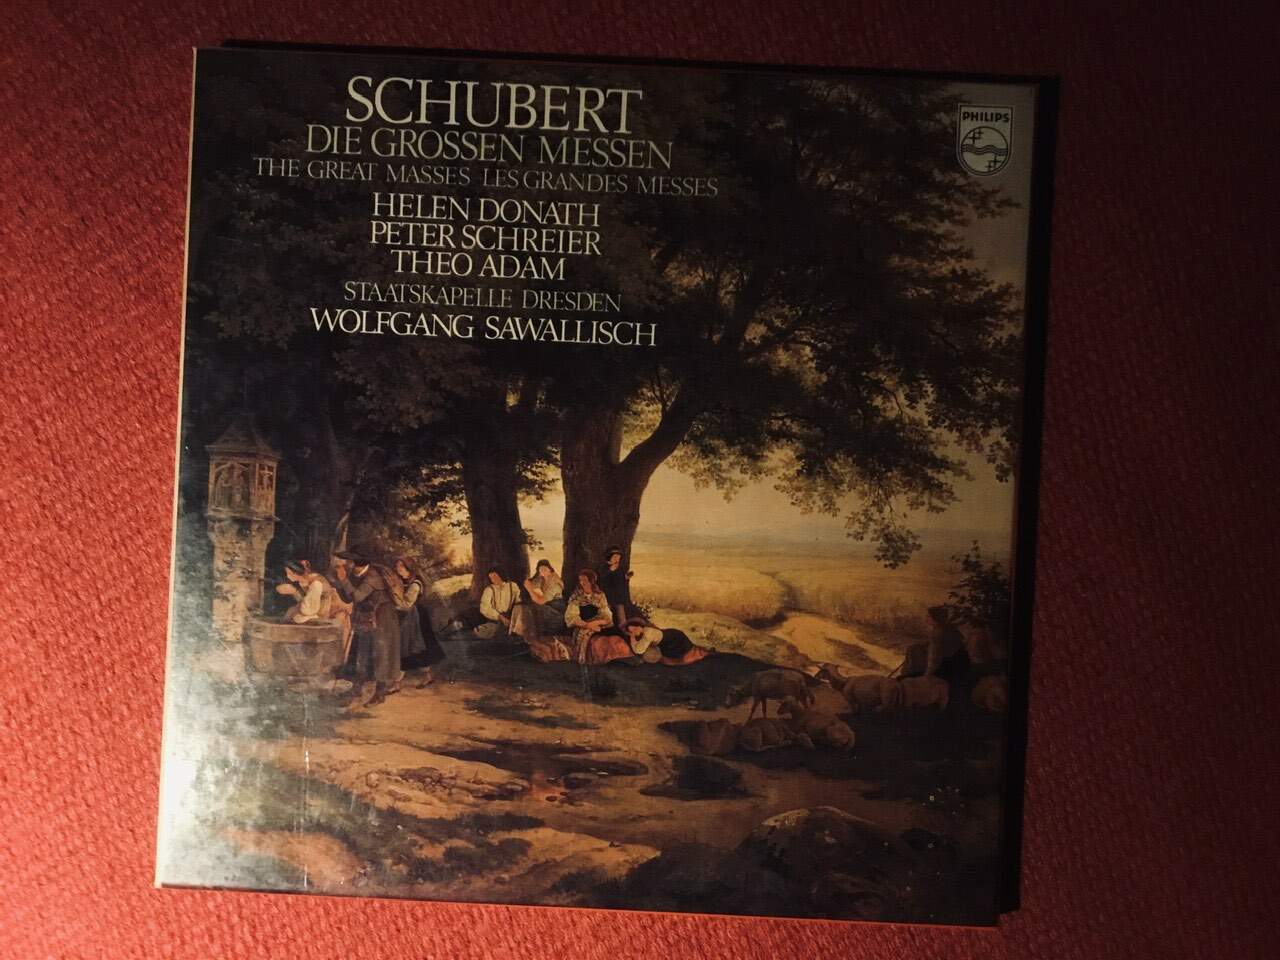 SCHUBERT
DIE GROSSEN MESSEN
THE GREAT MASSES LES GRANDES MESSES
HELEN DONATH
PETER SCHREIER
THEO ADAM
STAATSKAPELLE DRESDEN
WOLFGANG SAWALLISCH
PHILIPS